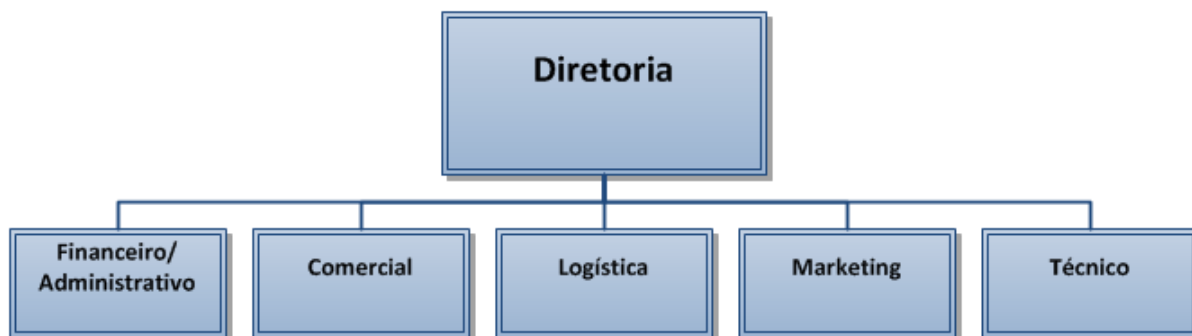 Diretoria
Financeiro/
Administrativo
Comercial
Logística
Marketing
Técnico